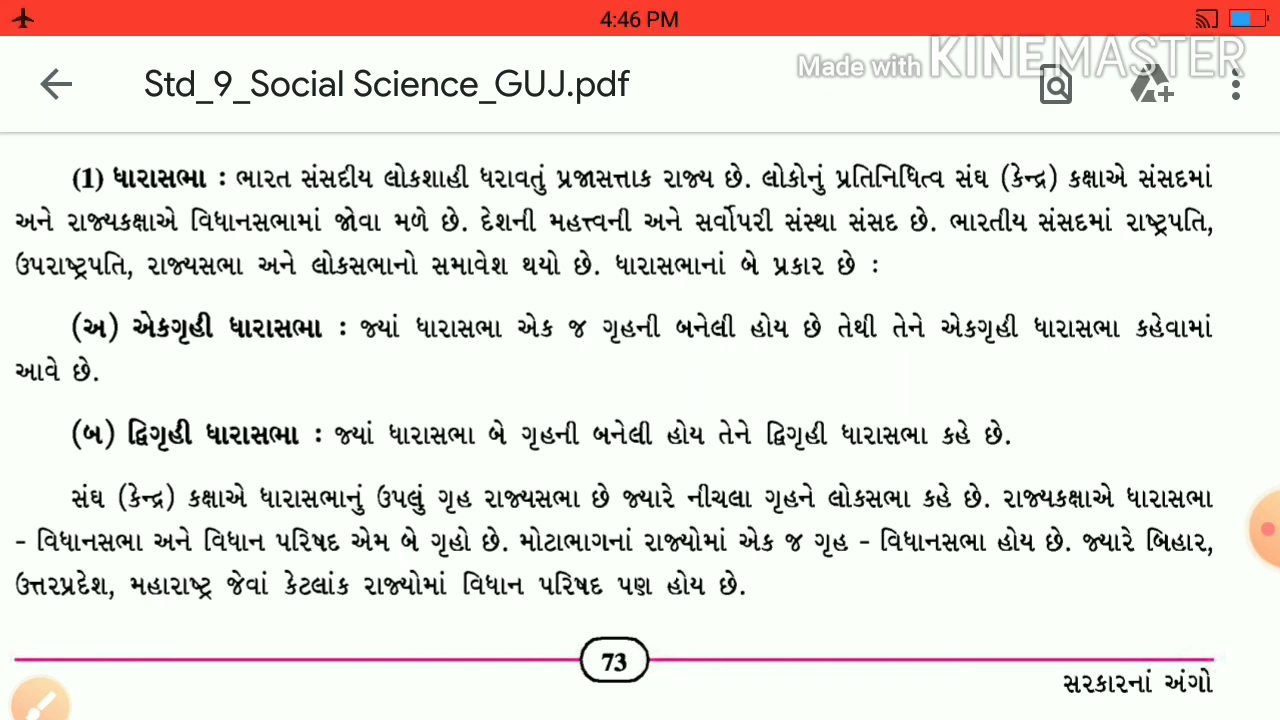 4:46 PM
Made with KINEMASTER
Std_9_Social Science_GUJ.pdf
(1) ધારાસભા : ભારત સંસદીય લોકશાહી ધરાવતું પ્રજાસત્તાક રાજ્ય છે. લોકોનું પ્રતિનિધિત્વ સંઘ (કેન્દ્ર) કક્ષાએ સંસદમાં
અને રાજ્યકક્ષાએ વિધાનસભામાં જોવા મળે છે. દેશની મહત્ત્વની અને સર્વોપરી સંસ્થા સંસદ છે. ભારતીય સંસદમાં રાષ્ટ્રપતિ,
ઉપરાષ્ટ્રપતિ, રાજ્યસભા અને લોકસભાનો સમાવેશ થયો છે. ધારાસભાનાં બે પ્રકાર છે :
(અ) એકગૃહી ધારાસભા : જ્યાં ધારાસભા એક જ ગૃહની બનેલી હોય છે તેથી તેને એકગૃહી ધારાસભા કહેવામાં
આવે છે.
(બ) દ્વિગૃહી ધારાસભા : જ્યાં ધારાસભા બે ગૃહની બનેલી હોય તેને દ્વિગૃહી ધારાસભા કહે છે.
સંઘ (કેન્દ્ર) કક્ષાએ ધારાસભાનું ઉપલું ગૃહ રાજ્યસભા છે જ્યારે નીચલા ગૃહને લોકસભા કહે છે. રાજ્યકક્ષાએ ધારાસભા
- વિધાનસભા અને વિધાન પરિષદ એમ બે ગૃહો છે. મોટાભાગનાં રાજ્યોમાં એક જ ગૃહ - વિધાનસભા હોય છે. જ્યારે બિહાર,
ઉત્તરપ્રદેશ, મહારાષ્ટ્ર જેવાં કેટલાંક રાજ્યોમાં વિધાન પરિષદ પણ હોય છે.
73
સરકારનાં અંગો